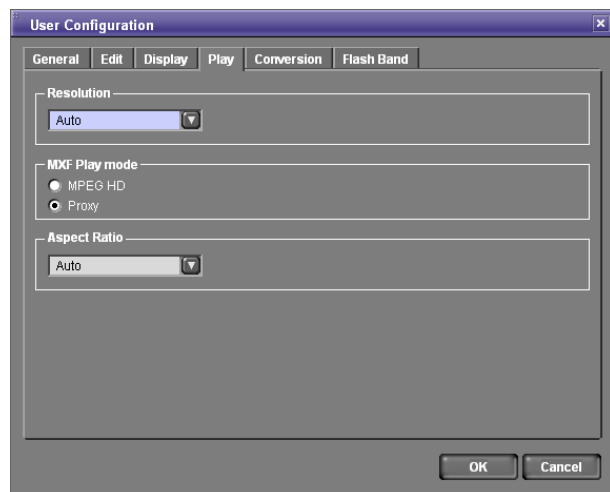 User Configuration
General Edit Display Play Conversion Flash Band
Resolution
Auto
MXF Play mode
MPEG HD
Proxy
Aspect Ratio
Auto
OK Cancel